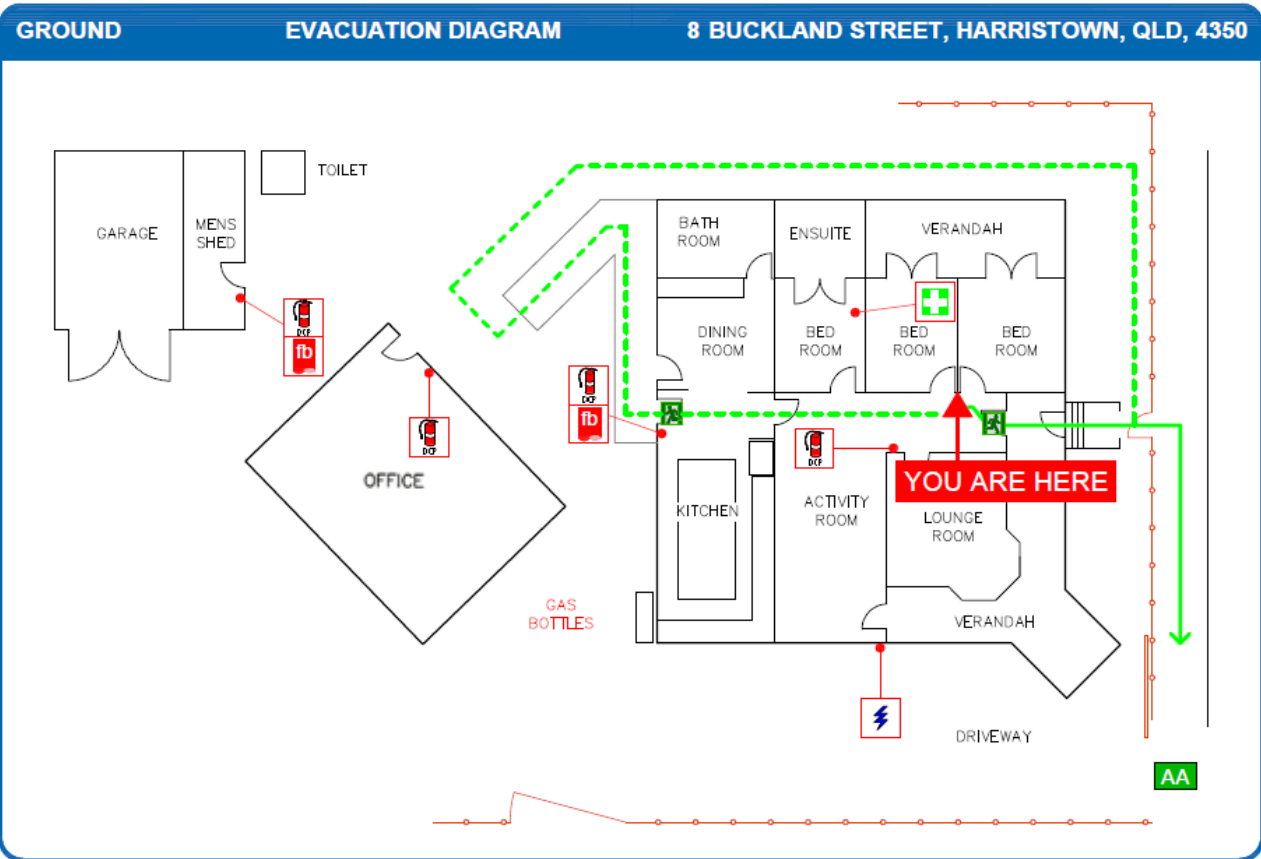 GROUND
EVACUATION DIAGRAM
8 BUCKLAND STREET, HARRISTOWN, QLD, 4350
TOILET
GARAGE
MENS
SHED
BATH
ROOM
ENSUITE
VERANDAH
DCP
fb
DINING
ROOM
BED
ROOM
BED
ROOM
BED
ROOM
DCP
fb
DCP
DCP
OFFICE
YOU ARE HERE
KITCHEN
ACTIVITY
ROOM
LOUNGE
ROOM
GAS
BOTTLES
VERANDAH
DRIVEWAY
AA